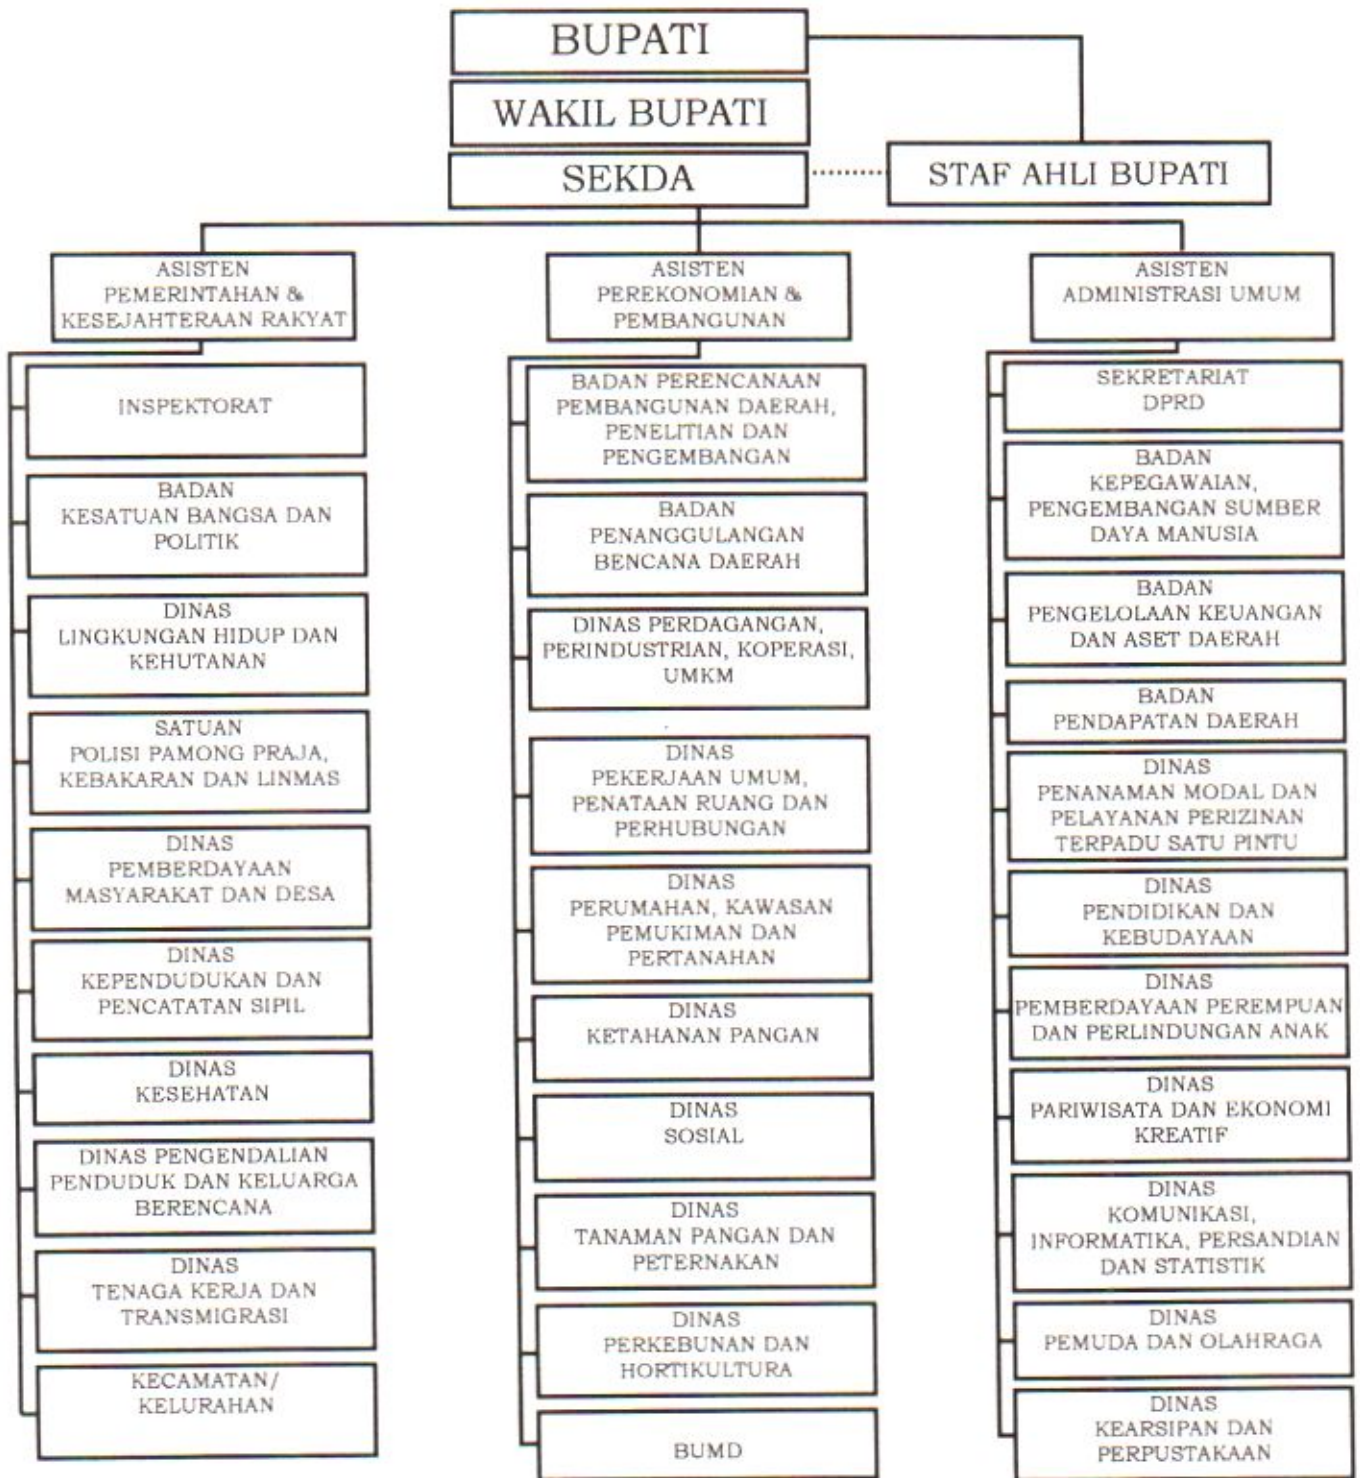 BUPATI
WAKIL BUPATI
SEKDA
STAF AHLI BUPATI
ASISTEN
PEMERINTAHAN &
KESEJAHTERAAN RAKYAT
INSPEKTORAT
BADAN
KESATUAN BANGSA DAN
POLITIK
DINAS
LINGKUNGAN HIDUP DAN
KEHUTANAN
SATUAN
POLISI PAMONG PRAJA,
KEBAKARAN DAN LINMAS
DINAS
PEMBERDAYAAN
MASYARAKAT DAN DESA
DINAS
KEPENDUDUKAN DAN
PENCATATAN SIPIL
DINAS
KESEHATAN
DINAS PENGENDALIAN
PENDUDUK DAN KELUARGA
BERENCANA
DINAS
TENAGA KERJA DAN
TRANSMIGRASI
KECAMATAN/
KELURAHAN
ASISTEN
PEREKONOMIAN &
PEMBANGUNAN
BADAN PERENCANAAN
PEMBANGUNAN DAERAH,
PENELITIAN DAN
PENGEMBANGAN
BADAN
PENANGGULANGAN
BENCANA DAERAH
DINAS PERDAGANGAN,
PERINDUSTRIAN, KOPERASI,
UMKM
DINAS
PEKERJAAN UMUM,
PENATAAN RUANG DAN
PERHUBUNGAN
DINAS
PERUMAHAN, KAWASAN
PEMUKIMAN DAN
PERTANAHAN
DINAS
KETAHANAN PANGAN
DINAS
SOSIAL
DINAS
TANAMAN PANGAN DAN
PETERNAKAN
DINAS
PERKEBUNAN DAN
HORTIKULTURA
BUMD
ASISTEN
ADMINISTRASI UMUM
SEKRETARIAT
DPRD
BADAN
KEPEGAWAIAN,
PENGEMBANGAN SUMBER
DAYA MANUSIA
BADAN
PENGELOLAAN KEUANGAN
DAN ASET DAERAH
BADAN
PENDAPATAN DAERAH
DINAS
PENANAMAN MODAL DAN
PELAYANAN PERIZINAN
TERPADU SATU PINTU
DINAS
PENDIDIKAN DAN
KEBUDAYAAN
DINAS
PEMBERDAYAAN PEREMPUAN
DAN PERLINDUNGAN ANAK
DINAS
PARIWISATA DAN EKONOMI
KREATIF
DINAS
KOMUNIKASI,
INFORMATIKA, PERSANDIAN
DAN STATISTIK
DINAS
PEMUDA DAN OLAHRAGA
DINAS
KEARSIPAN DAN
PERPUSTAKAAN